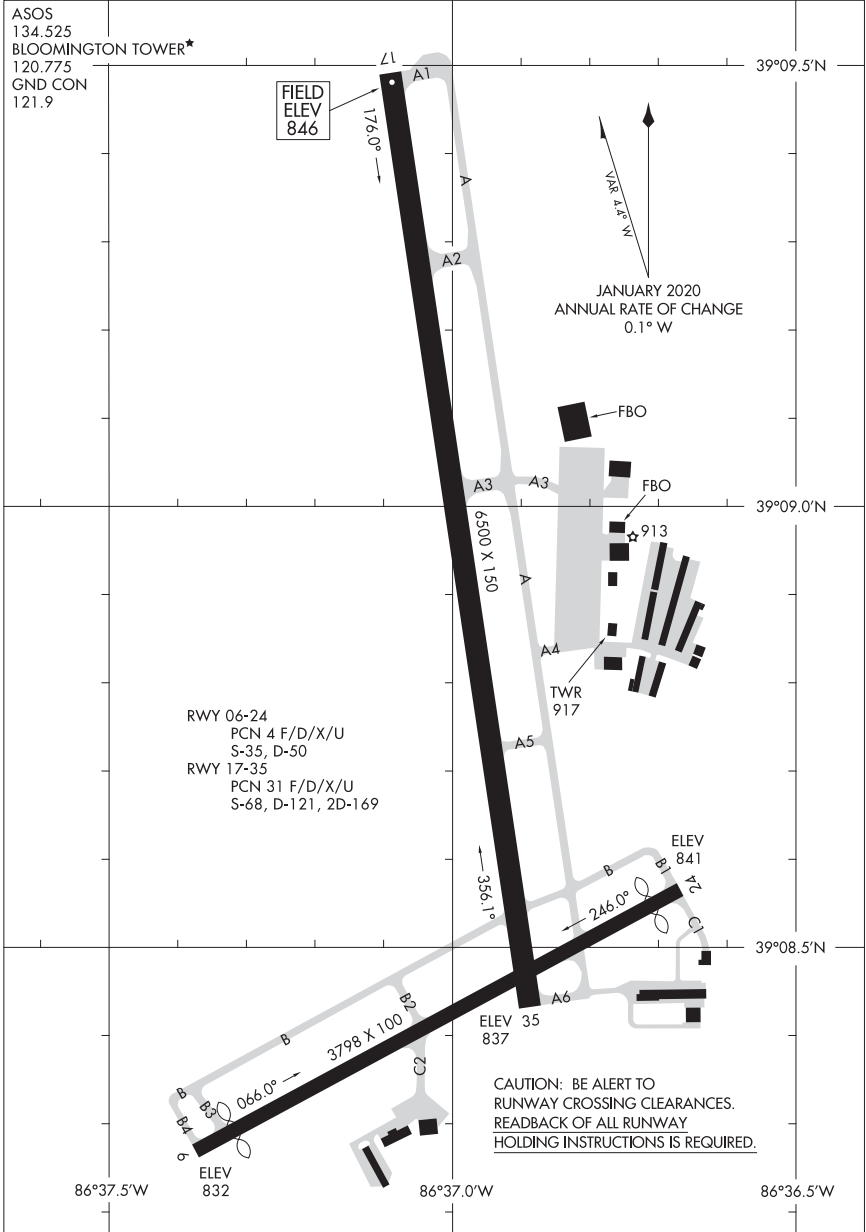 ASOS
134.525
BLOOMINGTON TOWER★
120.775
GND CON
121.9
FIELD
ELEV
846
17
A1
39°09.5'N
176.0°
A
VAR 4.4° W
A2
JANUARY 2020
ANNUAL RATE OF CHANGE
0.1° W
FBO
A3
A3
FBO
39°09.0'N
6500 X 150
913
A
A4
TWR
917
RWY 06-24
PCN 4 F/D/X/U
S-35, D-50
RWY 17-35
PCN 31 F/D/X/U
S-68, D-121, 2D-169
A5
ELEV
841
B
B1
24
356.1°
246.0°
C1
39°08.5'N
B2
A6
ELEV
837
35
3798 X 100
B
C2
066.0°
B
B3
B4
6
ELEV
832
CAUTION: BE ALERT TO
RUNWAY CROSSING CLEARANCES.
READBACK OF ALL RUNWAY
HOLDING INSTRUCTIONS IS REQUIRED.
86°37.5'W
86°37.0'W
86°36.5'W